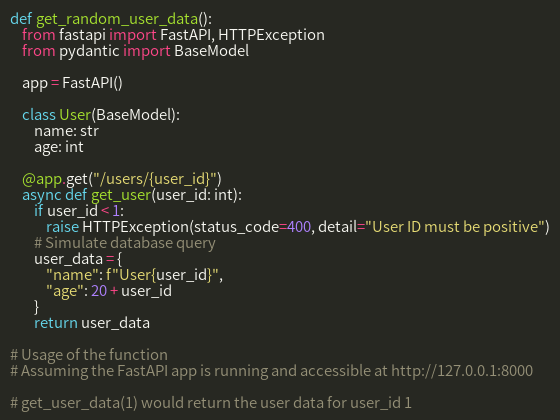 def get_random_user_data():
    from fastapi import FastAPI, HTTPException
    from pydantic import BaseModel

    app = FastAPI()

    class User(BaseModel):
        name: str
        age: int

    @app.get("/users/{user_id}")
    async def get_user(user_id: int):
        if user_id < 1:
            raise HTTPException(status_code=400, detail="User ID must be positive")
        # Simulate database query
        user_data = {
            "name": f"User{user_id}",
            "age": 20 + user_id
        }
        return user_data

# Usage of the function
# Assuming the FastAPI app is running and accessible at http://127.0.0.1:8000

# get_user_data(1) would return the user data for user_id 1